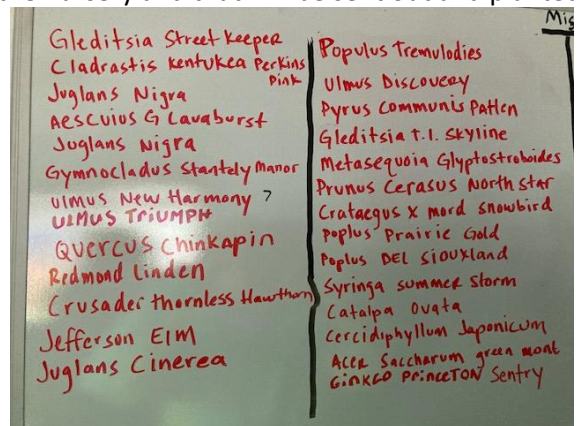 Gleditsia Street Keeper
Cladrastis Kentukea Perkins
Pink
Juglans Nigra
Aescuius G Lavaburst
Juglans Nigra
Gymnocladus Stantely Manor
Ulmus New Harmony ?
ULMUS TRIUMPH
Quercus Chinkapin
Redmond Linden
Crusader thornless Hawthorn
Jefferson Elm
Juglans Cinerea
Populus Tremulodies
Ulmus Discovery
Pyrus Communis Patten
Gleditsia T.I. Skyline
Metasequoia Glyptostroboides
Prunus Cerasus North Star
Crataegus X mord Snowbird
Poplus Prairie Gold
Poplus DEL Siouxland
Syringa Summer Storm
Catalpa Ovata
Cercidiphyllum Japonicum
Acer Saccharum green mont
GINKGO PRINCETON Sentry